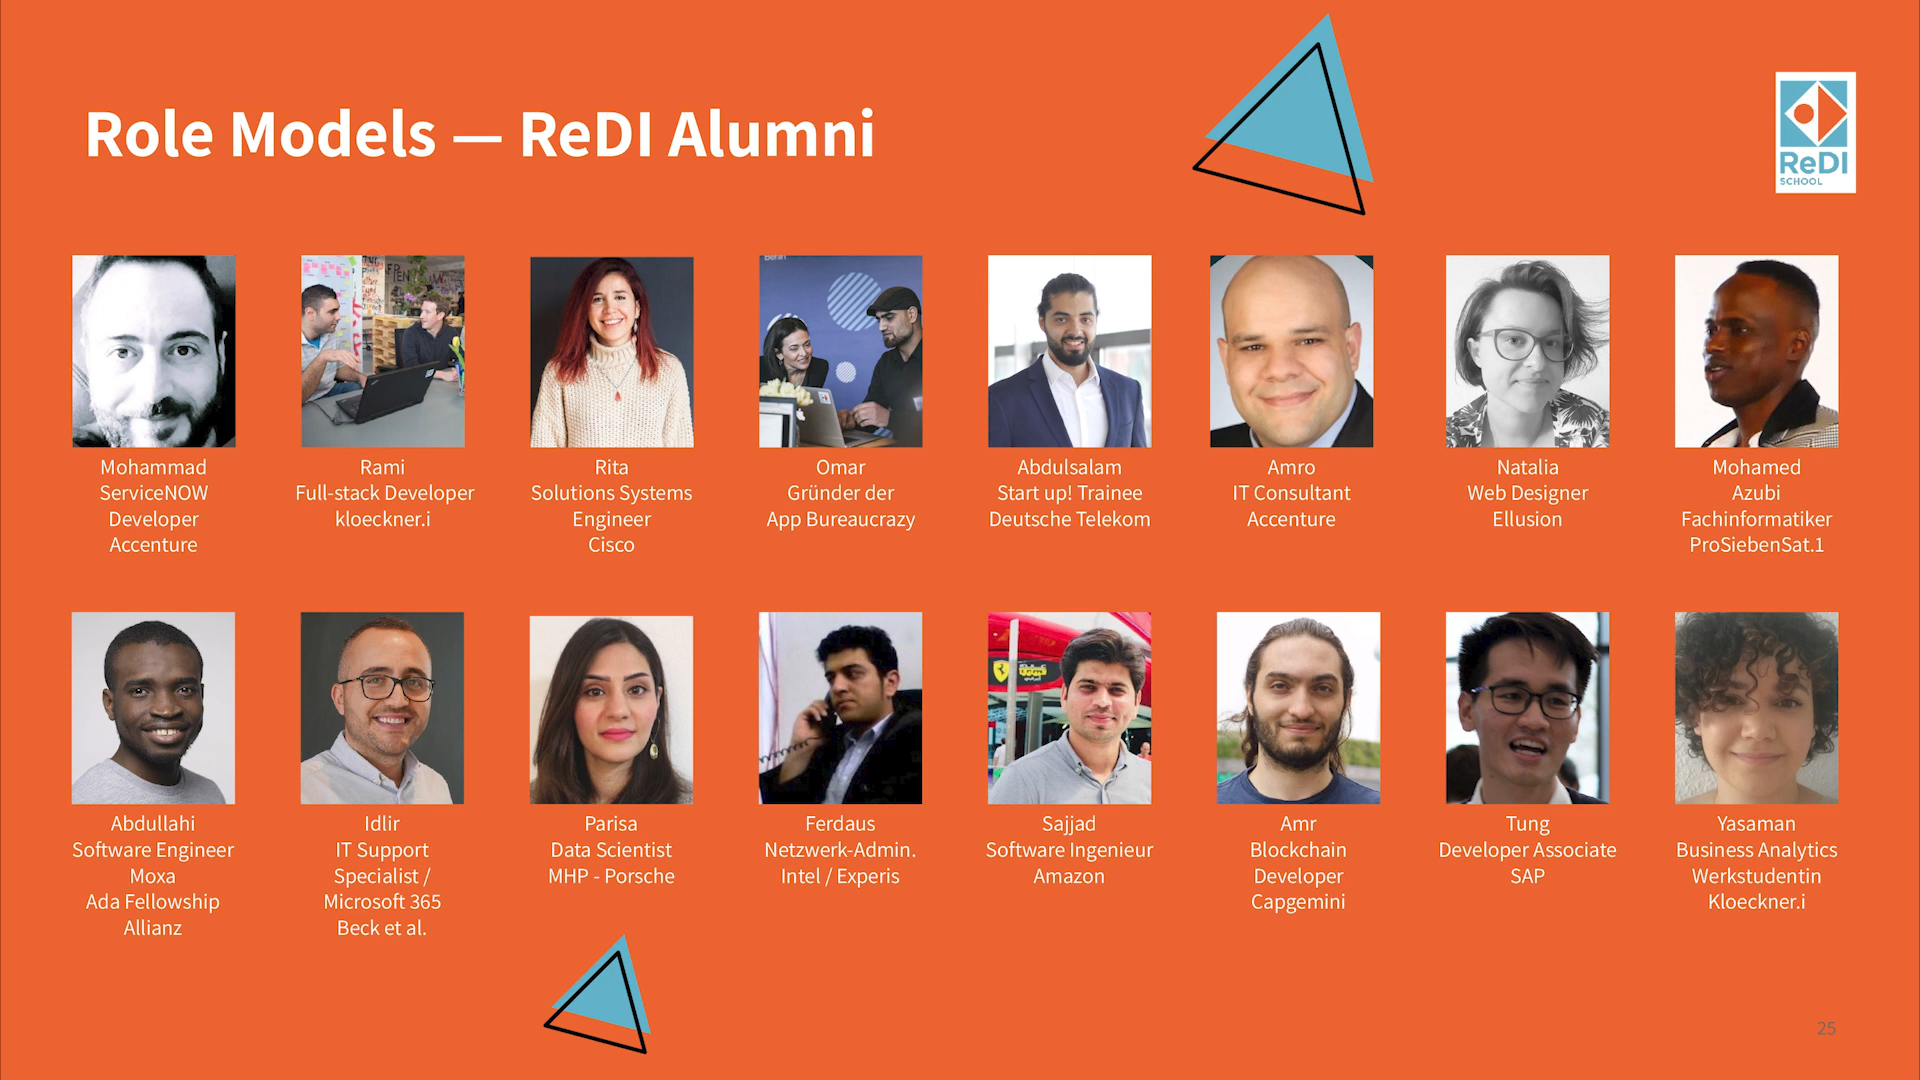 Role Models — ReDI Alumni
ReDI
SCHOOL
Berlin
Mohammad
ServiceNOW
Developer
Accenture
Rami
Full-stack Developer
kloeckner.i
Rita
Solutions Systems
Engineer
Cisco
Omar
Gründer der
App Bureaucrazy
Abdulsalam
Start up! Trainee
Deutsche Telekom
Amro
IT Consultant
Accenture
Natalia
Web Designer
Ellusion
Mohamed
Azubi
Fachinformatiker
ProSiebenSat.1
Abdullahi
Software Engineer
Moxa
Ada Fellowship
Allianz
Idlir
IT Support
Specialist /
Microsoft 365
Beck et al.
Parisa
Data Scientist
MHP - Porsche
Ferdaus
Netzwerk-Admin.
Intel / Experis
Sajjad
Software Ingenieur
Amazon
Amr
Blockchain
Developer
Capgemini
Tung
Developer Associate
SAP
Yasaman
Business Analytics
Werkstudentin
Kloeckner.i
25